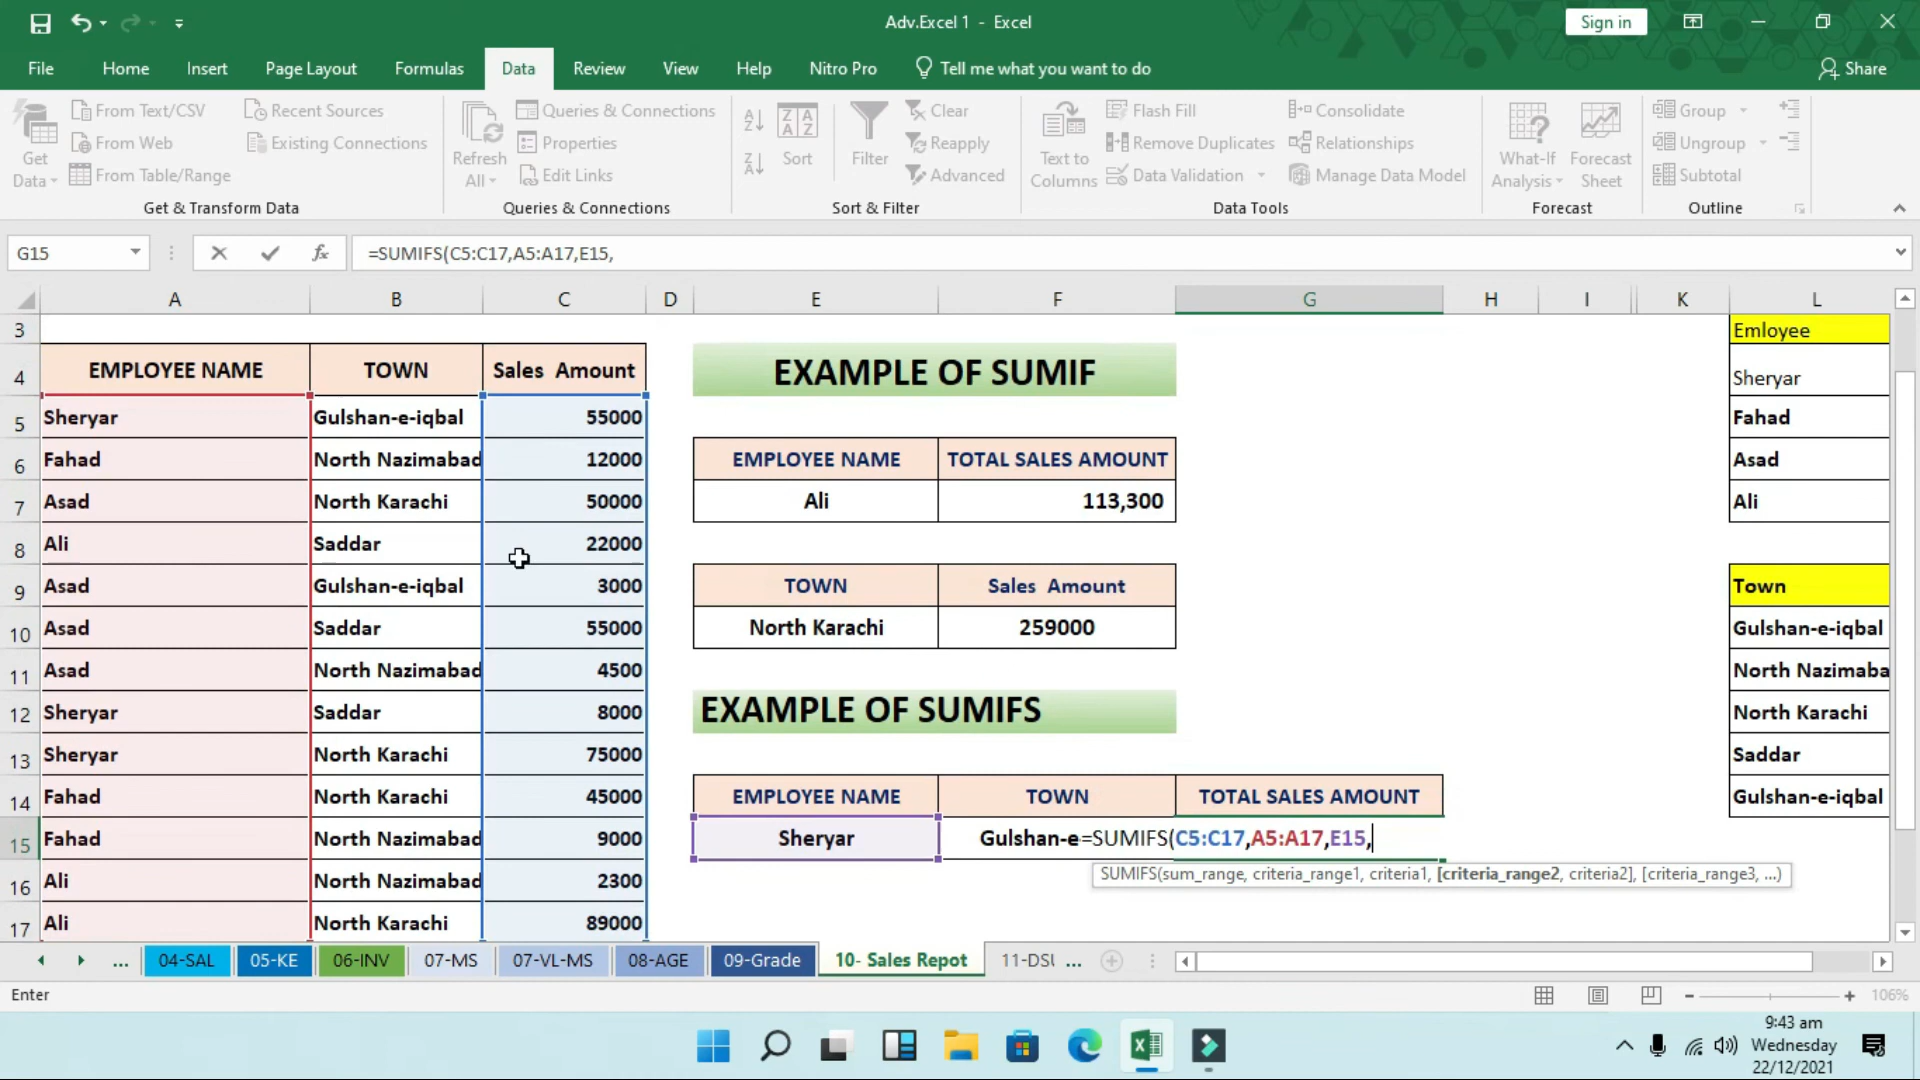 Adv.Excel 1 - Excel
Sign in
File Home Insert Page Layout Formulas Data Review View Help Nitro Pro Tell me what you want to do Share
Get Data
From Text/CSV
From Web
From Table/Range
Recent Sources
Existing Connections
Get & Transform Data
Refresh All
Queries & Connections
Properties
Edit Links
Queries & Connections
Sort
Filter
Clear
Reapply
Advanced
Sort & Filter
Text to Columns
Flash Fill
Remove Duplicates
Data Validation
Consolidate
Relationships
Manage Data Model
Data Tools
What-If Analysis
Forecast Sheet
Forecast
Group
Ungroup
Subtotal
Outline
G15 fx =SUMIFS(C5:C17,A5:A17,E15,
A B C D E F G H I K L
3 Emloyee
4 EMPLOYEE NAME TOWN Sales Amount EXAMPLE OF SUMIF Sheryar
5 Sheryar Gulshan-e-iqbal 55000 Fahad
6 Fahad North Nazimabad 12000 EMPLOYEE NAME TOTAL SALES AMOUNT Asad
7 Asad North Karachi 50000 Ali 113,300 Ali
8 Ali Saddar 22000
9 Asad Gulshan-e-iqbal 3000 TOWN Sales Amount Town
10 Asad Saddar 55000 North Karachi 259000 Gulshan-e-iqbal
11 Asad North Nazimabad 4500 North Nazimaba
12 Sheryar Saddar 8000 EXAMPLE OF SUMIFS North Karachi
13 Sheryar North Karachi 75000 Saddar
14 Fahad North Karachi 45000 EMPLOYEE NAME TOWN TOTAL SALES AMOUNT Gulshan-e-iqbal
15 Fahad North Nazimabad 9000 Sheryar Gulshan-e=SUMIFS(C5:C17,A5:A17,E15,
SUMIFS(sum_range, criteria_range1, criteria1, [criteria_range2, criteria2], [criteria_range3, ...)
16 Ali North Nazimabad 2300
17 Ali North Karachi 89000
... 04-SAL 05-KE 06-INV 07-MS 07-VL-MS 08-AGE 09-Grade 10- Sales Repot 11-DSU ...
Enter 106%
9:43 am
Wednesday
22/12/2021